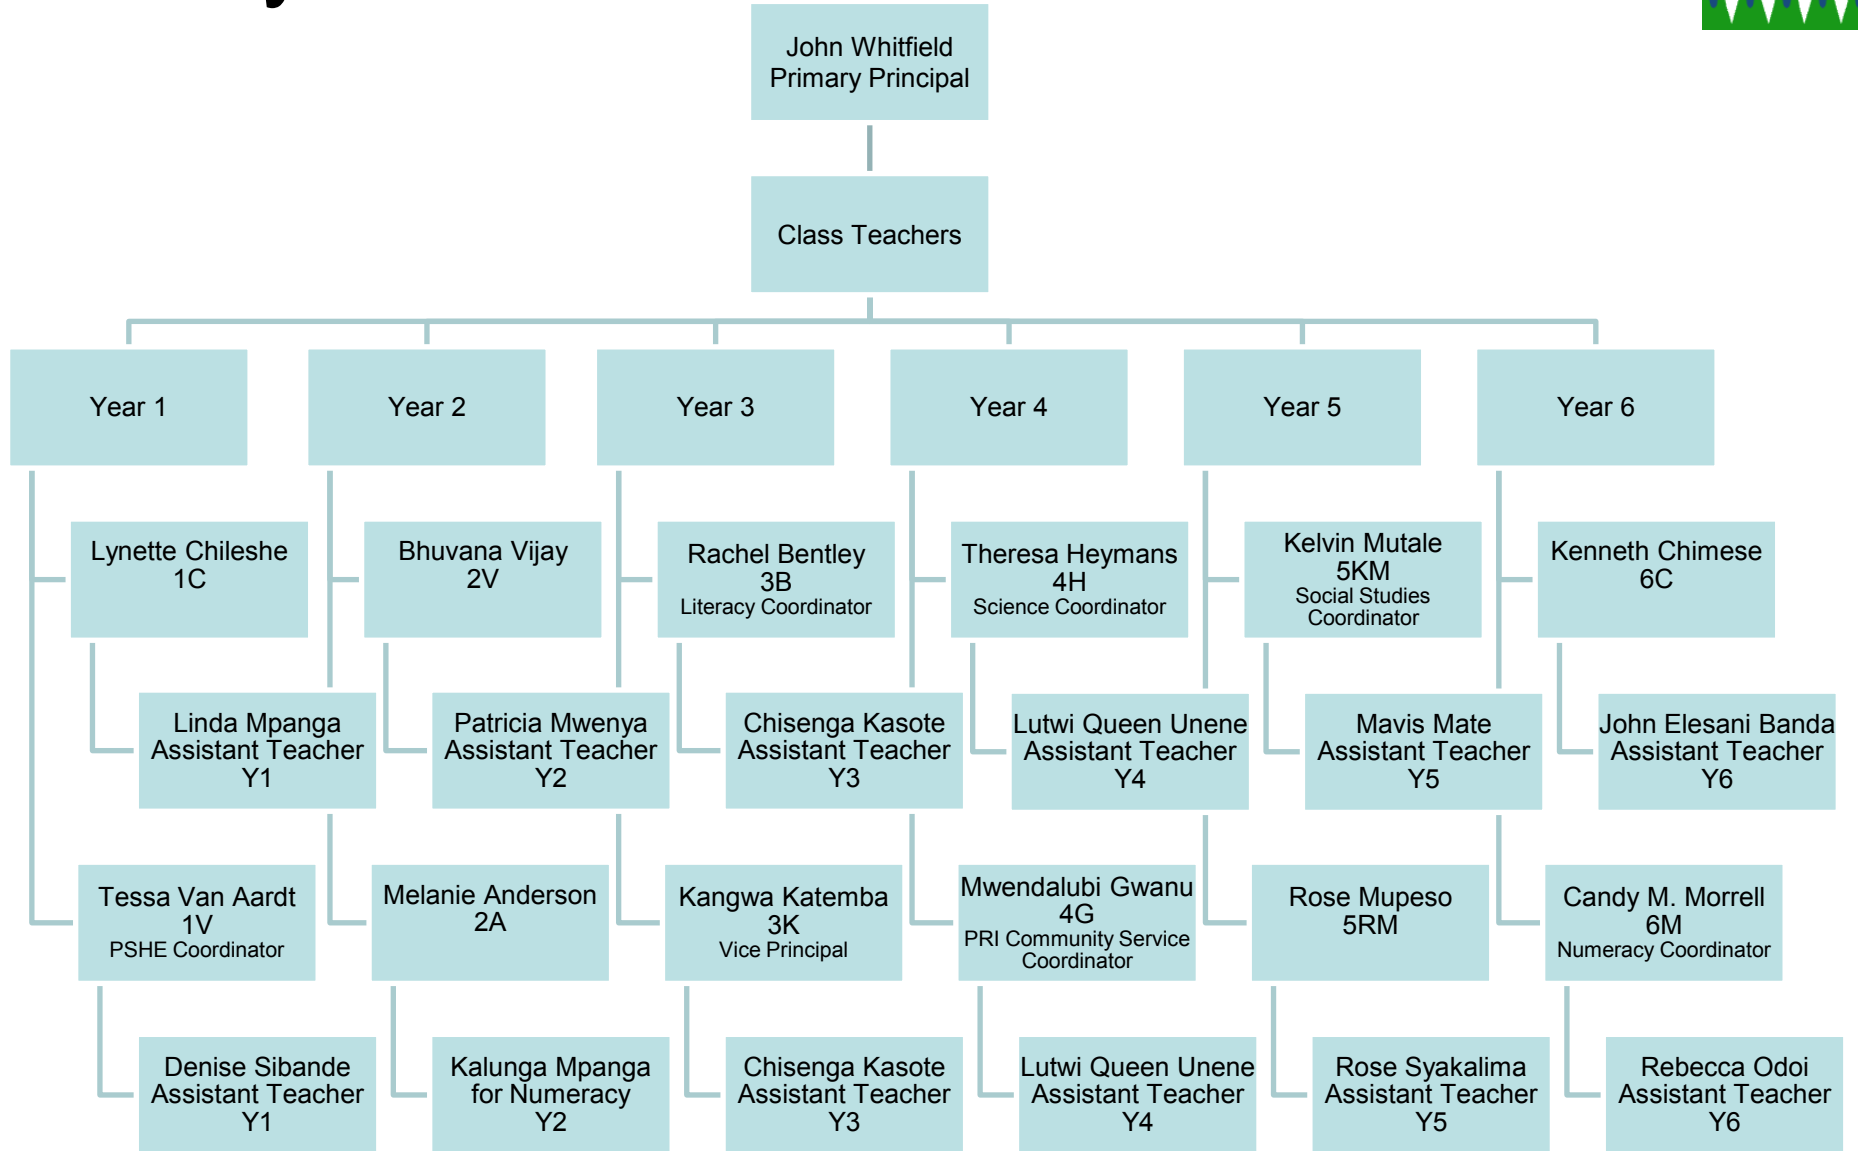 John Whitfield
Primary Principal
Class Teachers
Year 1
Year 2
Year 3
Year 4
Year 5
Year 6
Lynette Chileshe
1C
Bhuvana Vijay
2V
Rachel Bentley
3B
Literacy Coordinator
Theresa Heymans
4H
Science Coordinator
Kelvin Mutale
5KM
Social Studies
Coordinator
Kenneth Chimese
6C
Linda Mpanga
Assistant Teacher
Y1
Patricia Mwenya
Assistant Teacher
Y2
Chisenga Kasote
Assistant Teacher
Y3
Lutwi Queen Unene
Assistant Teacher
Y4
Mavis Mate
Assistant Teacher
Y5
John Elesani Banda
Assistant Teacher
Y6
Tessa Van Aardt
1V
PSHE Coordinator
Melanie Anderson
2A
Kangwa Katemba
3K
Vice Principal
Mwendalubi Gwanu
4G
PRI Community Service
Coordinator
Rose Mupeso
5RM
Candy M. Morrell
6M
Numeracy Coordinator
Denise Sibande
Assistant Teacher
Y1
Kalunga Mpanga
for Numeracy
Y2
Chisenga Kasote
Assistant Teacher
Y3
Lutwi Queen Unene
Assistant Teacher
Y4
Rose Syakalima
Assistant Teacher
Y5
Rebecca Odoi
Assistant Teacher
Y6